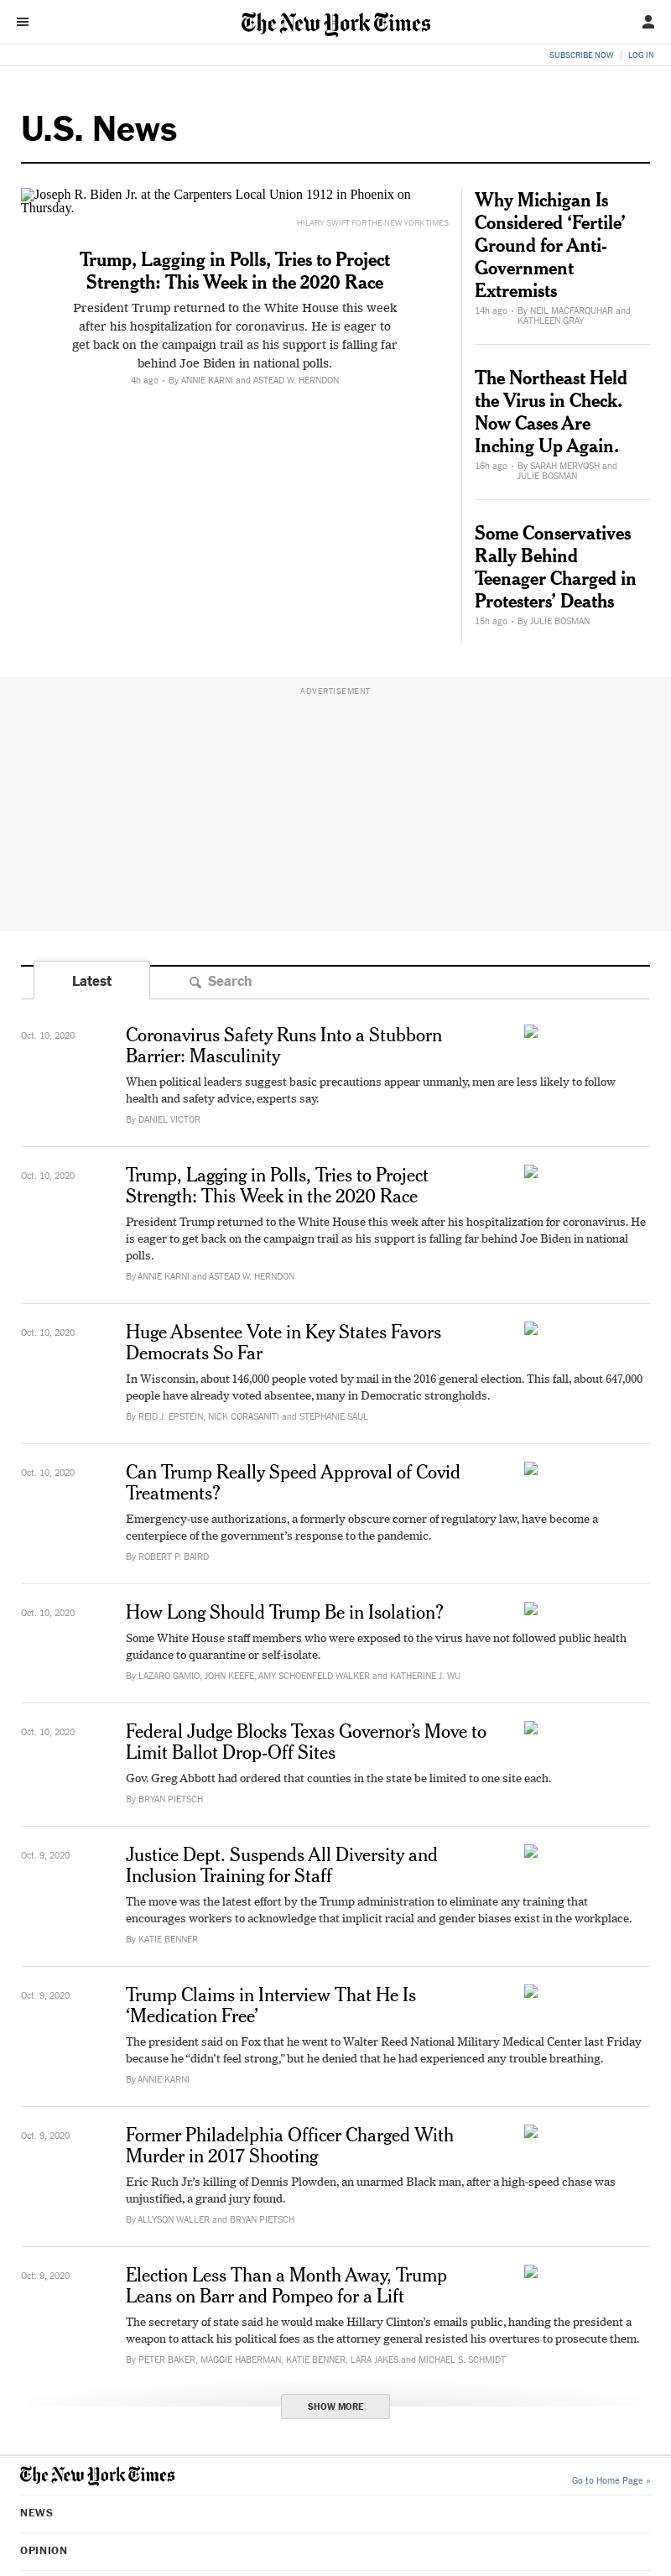 The New York Times
SUBSCRIBE NOW
LOG IN
U.S. News
Joseph R. Biden Jr. at the Carpenters Local Union 1912 in Phoenix on
Thursday.
HILARY SWIFT FOR THE NEW YORK TIMES
Trump, Lagging in Polls, Tries to Project
Strength: This Week in the 2020 Race
President Trump returned to the White House this week
after his hospitalization for coronavirus. He is eager to
get back on the campaign trail as his support is falling far
behind Joe Biden in national polls.
4h ago • By ANNIE KARNI and ASTEAD W. HERNDON
Why Michigan Is
Considered ‘Fertile’
Ground for Anti-
Government
Extremists
14h ago • By NEIL MACFARQUHAR and
KATHLEEN GRAY
The Northeast Held
the Virus in Check.
Now Cases Are
Inching Up Again.
16h ago • By SARAH MERVOSH and
JULIE BOSMAN
Some Conservatives
Rally Behind
Teenager Charged in
Protesters’ Deaths
15h ago • By JULIE BOSMAN
ADVERTISEMENT
Latest
Search
Oct. 10, 2020
Coronavirus Safety Runs Into a Stubborn
Barrier: Masculinity
When political leaders suggest basic precautions appear unmanly, men are less likely to follow
health and safety advice, experts say.
By DANIEL VICTOR
Oct. 10, 2020
Trump, Lagging in Polls, Tries to Project
Strength: This Week in the 2020 Race
President Trump returned to the White House this week after his hospitalization for coronavirus. He
is eager to get back on the campaign trail as his support is falling far behind Joe Biden in national
polls.
By ANNIE KARNI and ASTEAD W. HERNDON
Oct. 10, 2020
Huge Absentee Vote in Key States Favors
Democrats So Far
In Wisconsin, about 146,000 people voted by mail in the 2016 general election. This fall, about 647,000
people have already voted absentee, many in Democratic strongholds.
By REID J. EPSTEIN, NICK CORASANITI and STEPHANIE SAUL
Oct. 10, 2020
Can Trump Really Speed Approval of Covid
Treatments?
Emergency-use authorizations, a formerly obscure corner of regulatory law, have become a
centerpiece of the government’s response to the pandemic.
By ROBERT P. BAIRD
Oct. 10, 2020
How Long Should Trump Be in Isolation?
Some White House staff members who were exposed to the virus have not followed public health
guidance to quarantine or self-isolate.
By LAZARO GAMIO, JOHN KEEFE, AMY SCHOENFELD WALKER and KATHERINE J. WU
Oct. 10, 2020
Federal Judge Blocks Texas Governor’s Move to
Limit Ballot Drop-Off Sites
Gov. Greg Abbott had ordered that counties in the state be limited to one site each.
By BRYAN PIETSCH
Oct. 9, 2020
Justice Dept. Suspends All Diversity and
Inclusion Training for Staff
The move was the latest effort by the Trump administration to eliminate any training that
encourages workers to acknowledge that implicit racial and gender biases exist in the workplace.
By KATIE BENNER
Oct. 9, 2020
Trump Claims in Interview That He Is
‘Medication Free’
The president said on Fox that he went to Walter Reed National Military Medical Center last Friday
because he “didn’t feel strong,” but he denied that he had experienced any trouble breathing.
By ANNIE KARNI
Oct. 9, 2020
Former Philadelphia Officer Charged With
Murder in 2017 Shooting
Eric Ruch Jr.’s killing of Dennis Plowden, an unarmed Black man, after a high-speed chase was
unjustified, a grand jury found.
By ALLYSON WALLER and BRYAN PIETSCH
Oct. 9, 2020
Election Less Than a Month Away, Trump
Leans on Barr and Pompeo for a Lift
The secretary of state said he would make Hillary Clinton’s emails public, handing the president a
weapon to attack his political foes as the attorney general resisted his overtures to prosecute them.
By PETER BAKER, MAGGIE HABERMAN, KATIE BENNER, LARA JAKES and MICHAEL S. SCHMIDT
SHOW MORE
The New York Times
Go to Home Page »
NEWS
OPINION